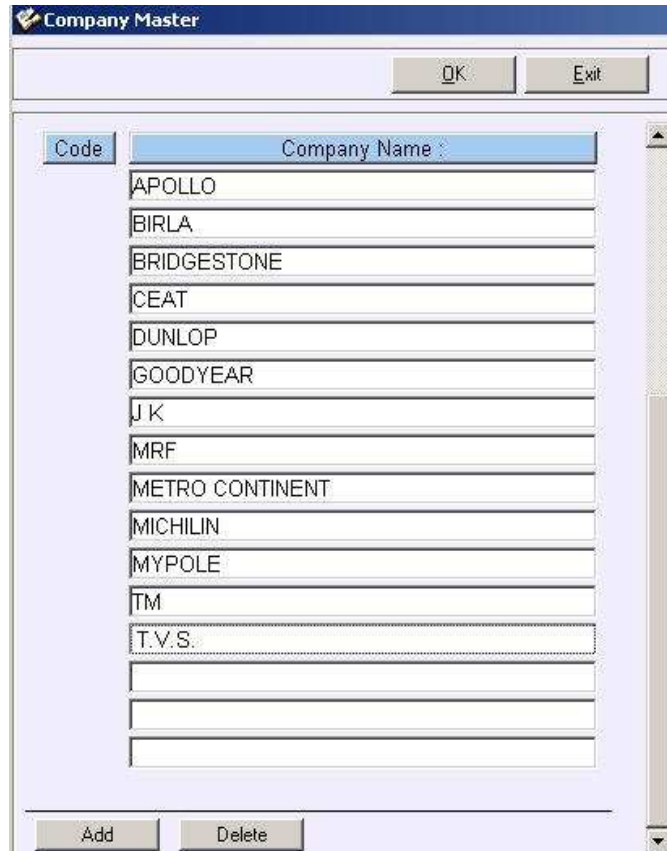 Company Master
OK Exit
Code Company Name :
APOLLO
BIRLA
BRIDGESTONE
CEAT
DUNLOP
GOODYEAR
J K
MRF
METRO CONTINENT
MICHILIN
MYPOLE
TM
T.V.S.
Add Delete